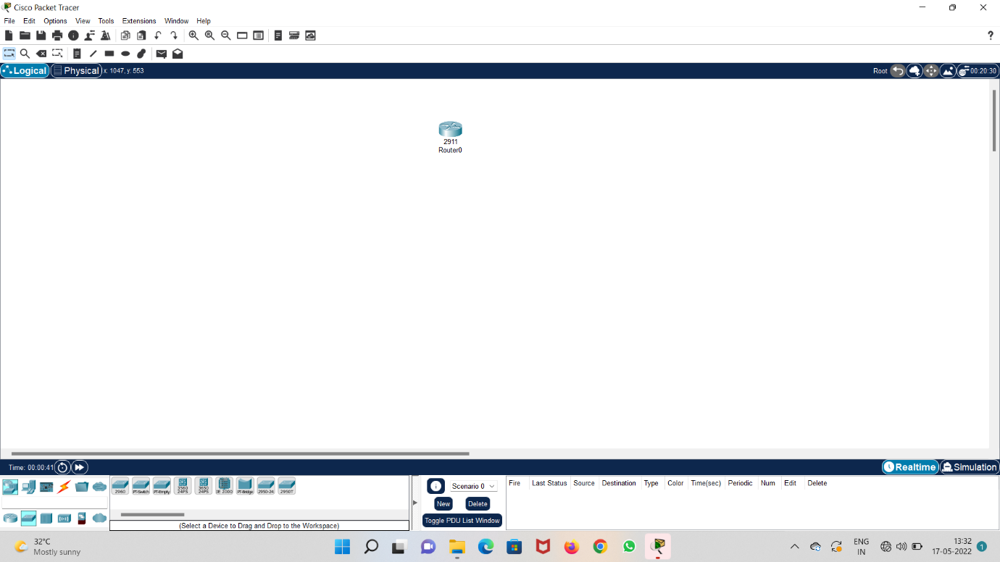 Cisco Packet Tracer
File Edit Options View Tools Extensions Window Help
?
Logical Physical x: 1047, y: 553 Root 00:20:30
2911
Router0
Time: 00:00:41 Realtime Simulation
2960 PT-Switch PT-Empty 3560 24PS 3650 24PS IE 2000 PT-Bridge 2950-24 2950T
(Select a Device to Drag and Drop to the Workspace)
Scenario 0
New Delete
Toggle PDU List Window
Fire Last Status Source Destination Type Color Time(sec) Periodic Num Edit Delete
32°C
Mostly sunny
ENG
IN
13:32
17-05-2022
1